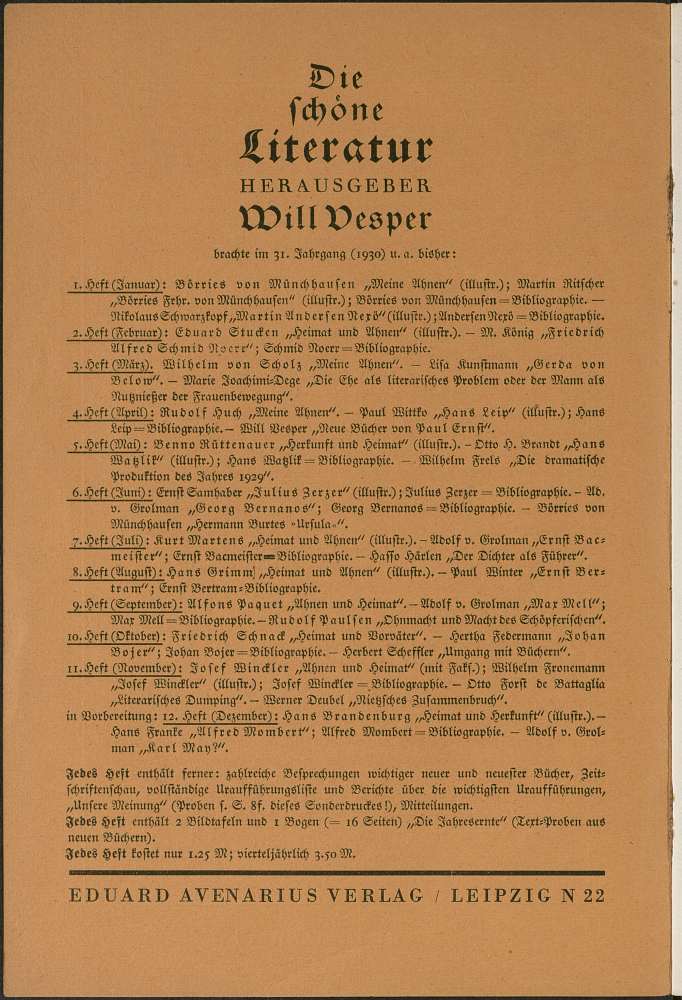 Die
schöne
Literatur
HERAUSGEBER
Will Vesper
brachte im 31. Jahrgang (1930) u. a. bisher:
1. Heft (Januar): Börries von Münchhausen „Meine Ahnen“ (illustr.); Martin Ritscher
„Börries Frhr. von Münchhausen“ (illustr.); Börries von Münchhausen = Bibliographie. —
Nikolaus Schwarzkopf „Martin Andersen Nexö“ (illustr.); Andersen Nexö = Bibliographie.
2. Heft (Februar): Eduard Stucken „Heimat und Ahnen“ (illustr.). — M. König „Friedrich
Alfred Schmid Noerr“; Schmid Noerr = Bibliographie.
3. Heft (März). Wilhelm von Scholz „Meine Ahnen“. — Lisa Kunstmann „Gerda von
Below“. — Marie Joachimi-Dege „Die Ehe als literarisches Problem oder der Mann als
Nutznießer der Frauenbewegung“.
4. Heft (April): Rudolf Huch „Meine Ahnen“. — Paul Wittko „Hans Leip“ (illustr.); Hans
Leip = Bibliographie. — Will Vesper „Neue Bücher von Paul Ernst“.
5. Heft (Mai): Benno Rüttenauer „Herkunft und Heimat“ (illustr.). — Otto H. Brandt „Hans
Watzlik“ (illustr.); Hans Watzlik = Bibliographie. — Wilhelm Frels „Die dramatische
Produktion des Jahres 1929“.
6. Heft (Juni): Ernst Samhaber „Julius Zerzer“ (illustr.); Julius Zerzer = Bibliographie. — Ad.
v. Grolman „Georg Bernanos“; Georg Bernanos = Bibliographie. — Börries von
Münchhausen „Hermann Burtes »Ursula«“.
7. Heft (Juli): Kurt Martens „Heimat und Ahnen“ (illustr.). — Adolf v. Grolman „Ernst Bac-
meister“; Ernst Bacmeister = Bibliographie. — Hasso Härlen „Der Dichter als Führer“.
8. Heft (August): Hans Grimm „Heimat und Ahnen“ (illustr.). — Paul Winter „Ernst Ber-
tram“; Ernst Bertram-Bibliographie.
9. Heft (September): Alfons Paquet „Ahnen und Heimat“. — Adolf v. Grolman „Max Mell“;
Max Mell = Bibliographie. — Rudolf Paulsen „Ohnmacht und Macht des Schöpferischen“.
10. Heft (Oktober): Friedrich Schnack „Heimat und Vorväter“. — Hertha Federmann „Johan
Bojer“; Johan Bojer = Bibliographie. — Herbert Scheffler „Umgang mit Büchern“.
11. Heft (November): Josef Winckler „Ahnen und Heimat“ (mit Faks.); Wilhelm Fronemann
„Josef Winckler“ (illustr.); Josef Winckler = Bibliographie. — Otto Forst de Battaglia
„Literarisches Dumping“. — Werner Deubel „Nietzsches Zusammenbruch“.
in Vorbereitung: 12. Heft (Dezember): Hans Brandenburg „Heimat und Herkunft“ (illustr.). —
Hans Franke „Alfred Mombert“; Alfred Mombert = Bibliographie. — Adolf v. Grol-
man „Karl May?“.
Jedes Heft enthält ferner: zahlreiche Besprechungen wichtiger neuer und neuester Bücher, Zeit-
schriftenschau, vollständige Uraufführungsliste und Berichte über die wichtigsten Uraufführungen,
„Unsere Meinung“ (Proben s. S. 8f. dieses Sonderdruckes!), Mitteilungen.
Jedes Heft enthält 2 Bildtafeln und 1 Bogen (= 16 Seiten) „Die Jahresernte“ (Text-Proben aus
neuen Büchern).
Jedes Heft kostet nur 1.25 M; vierteljährlich 3.50 M.
EDUARD AVENARIUS VERLAG / LEIPZIG N 22